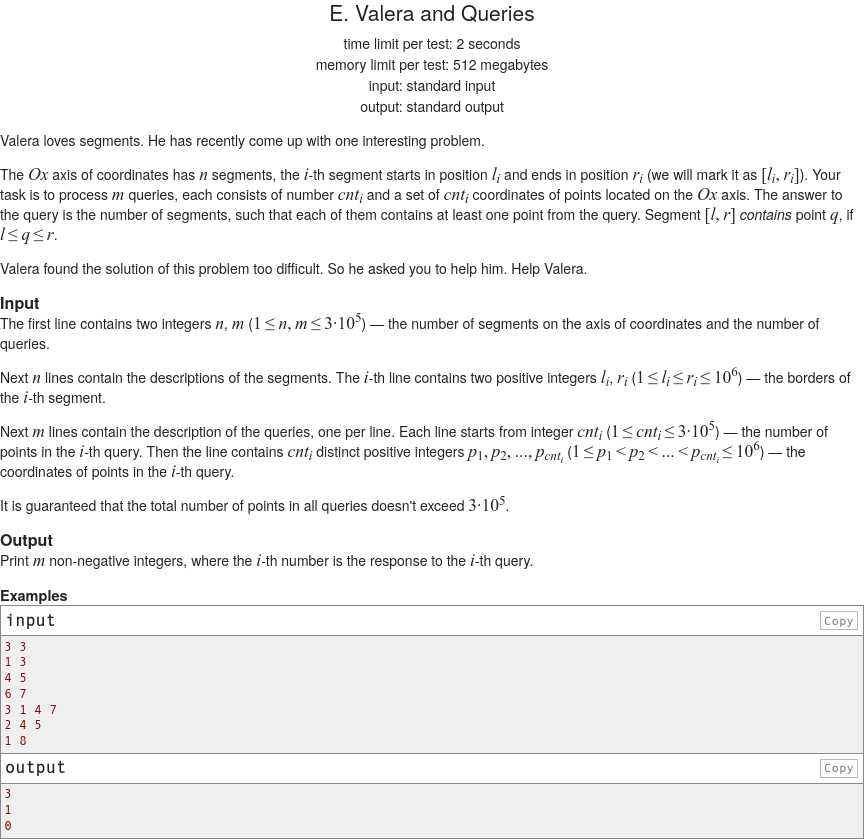 E. Valera and Queries
time limit per test: 2 seconds
memory limit per test: 512 megabytes
input: standard input
output: standard output
Valera loves segments. He has recently come up with one interesting problem.
The Ox axis of coordinates has n segments, the i-th segment starts in position l_i and ends in position r_i (we will mark it as [l_i, r_i]). Your
task is to process m queries, each consists of number cnt_i and a set of cnt_i coordinates of points located on the Ox axis. The answer to
the query is the number of segments, such that each of them contains at least one point from the query. Segment [l, r] contains point q, if
l ≤ q ≤ r.
Valera found the solution of this problem too difficult. So he asked you to help him. Help Valera.
Input
The first line contains two integers n, m (1 ≤ n, m ≤ 3·10^5) — the number of segments on the axis of coordinates and the number of
queries.
Next n lines contain the descriptions of the segments. The i-th line contains two positive integers l_i, r_i (1 ≤ l_i ≤ r_i ≤ 10^6) — the borders of
the i-th segment.
Next m lines contain the description of the queries, one per line. Each line starts from integer cnt_i (1 ≤ cnt_i ≤ 3·10^5) — the number of
points in the i-th query. Then the line contains cnt_i distinct positive integers p_1, p_2, ..., p_{cnt_i} (1 ≤ p_1 < p_2 < ... < p_{cnt_i} ≤ 10^6) — the
coordinates of points in the i-th query.
It is guaranteed that the total number of points in all queries doesn't exceed 3·10^5.
Output
Print m non-negative integers, where the i-th number is the response to the i-th query.
Examples
input Copy
3 3
1 3
4 5
6 7
3 1 4 7
2 4 5
1 8
output Copy
3
1
0